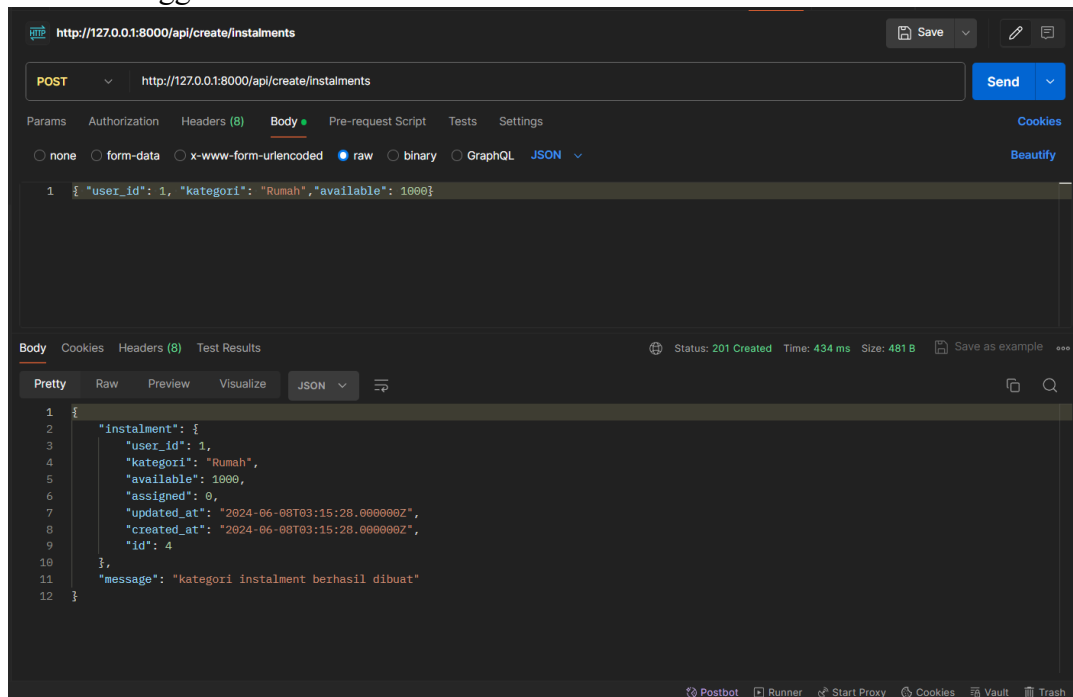 http://127.0.0.1:8000/api/create/instalments
Save
POST http://127.0.0.1:8000/api/create/instalments Send
Params Authorization Headers (8) Body Pre-request Script Tests Settings Cookies
none form-data x-www-form-urlencoded raw binary GraphQL JSON Beautify
1 { "user_id": 1, "kategori": "Rumah","available": 1000}
Body Cookies Headers (8) Test Results Status: 201 Created Time: 434 ms Size: 481 B Save as example
Pretty Raw Preview Visualize JSON
1 {
2 "instalment": {
3 "user_id": 1,
4 "kategori": "Rumah",
5 "available": 1000,
6 "assigned": 0,
7 "updated_at": "2024-06-08T03:15:28.000000Z",
8 "created_at": "2024-06-08T03:15:28.000000Z",
9 "id": 4
10 },
11 "message": "kategori instalment berhasil dibuat"
12 }
Postbot Runner Start Proxy Cookies Vault Trash